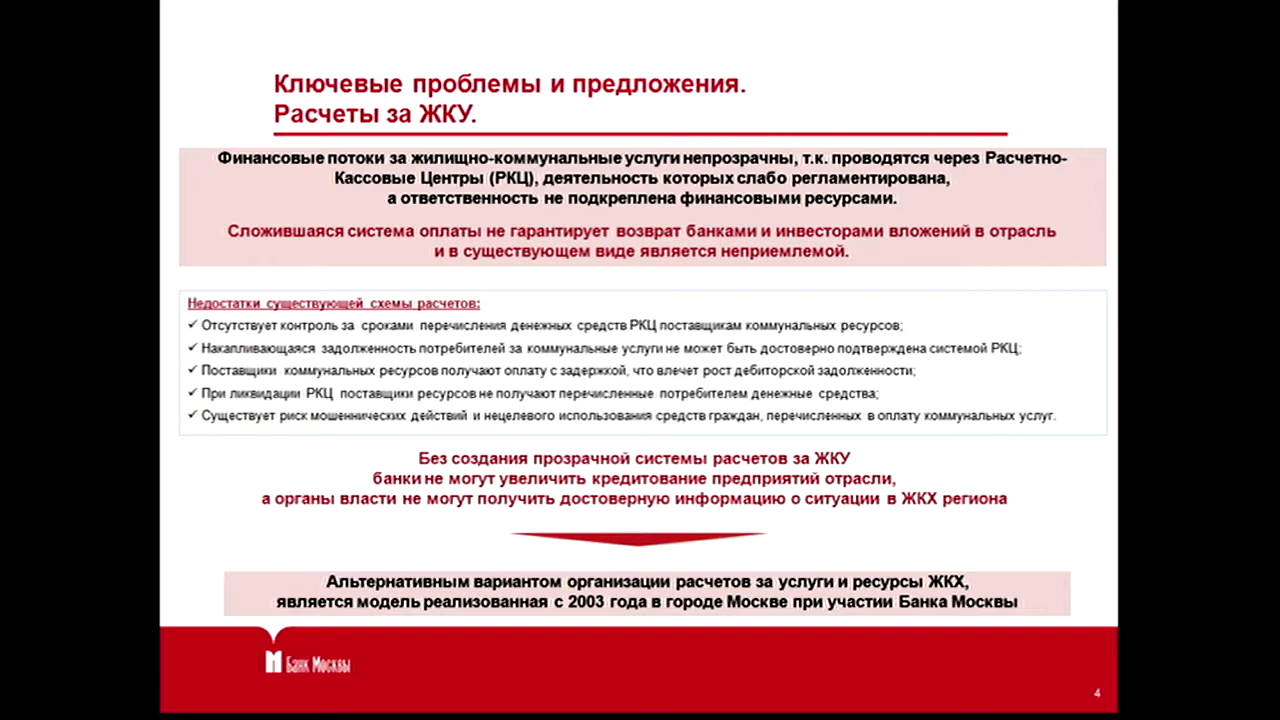 Ключевые проблемы и предложения.
Расчеты за ЖКУ.
Финансовые потоки за жилищно-коммунальные услуги непрозрачны, т.к. проводятся через Расчетно-
Кассовые Центры (РКЦ), деятельность которых слабо регламентирована,
а ответственность не подкреплена финансовыми ресурсами.
Сложившаяся система оплаты не гарантирует возврат банками и инвесторами вложений в отрасль
и в существующем виде является неприемлемой.
Недостатки существующей схемы расчетов:
✓ Отсутствует контроль за сроками перечисления денежных средств РКЦ поставщикам коммунальных ресурсов;
✓ Накапливающаяся задолженность потребителей за коммунальные услуги не может быть достоверно подтверждена системой РКЦ;
✓ Поставщики коммунальных ресурсов получают оплату с задержкой, что влечет рост дебиторской задолженности;
✓ При ликвидации РКЦ поставщики ресурсов не получают перечисленные потребителем денежные средства;
✓ Существует риск мошеннических действий и нецелевого использования средств граждан, перечисленных в оплату коммунальных услуг.
Без создания прозрачной системы расчетов за ЖКУ
банки не могут увеличить кредитование предприятий отрасли,
а органы власти не могут получить достоверную информацию о ситуации в ЖКХ региона
Альтернативным вариантом организации расчетов за услуги и ресурсы ЖКХ,
является модель реализованная с 2003 года в городе Москве при участии Банка Москвы
Банк Москвы
4